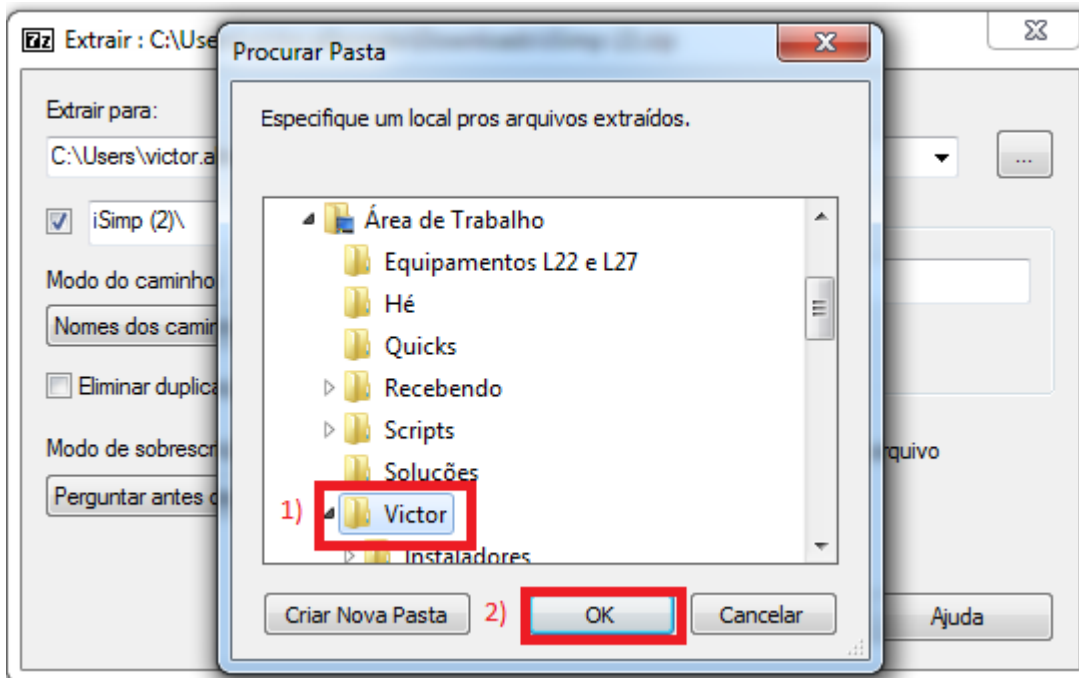 7z Extrair : C:\Use
Procurar Pasta
Extrair para:
Especifique um local pros arquivos extraídos.
C:\Users\victor.a
...
iSimp (2)\
Área de Trabalho
Equipamentos L22 e L27
Modo do caminho
Hé
Nomes dos camin
Quicks
Eliminar duplica
Recebendo
Scripts
Modo de sobrescr
rquivo
Soluções
Perguntar antes
1) Victor
Instaladores
Criar Nova Pasta 2) OK Cancelar
Ajuda